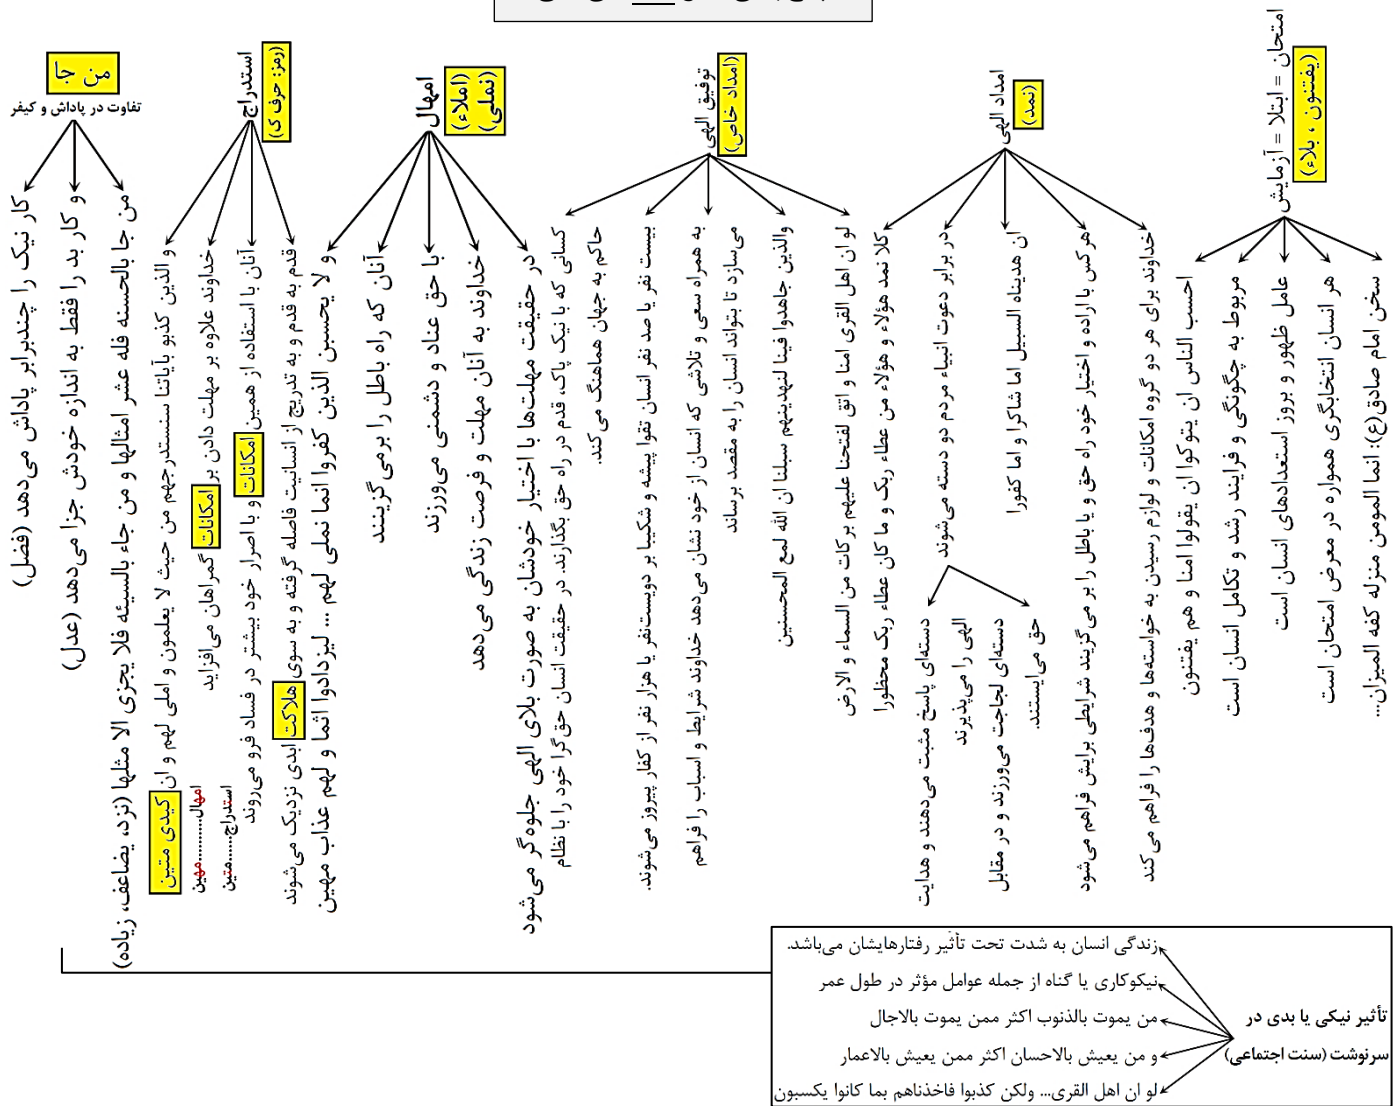 امتحان = ابتلا = آزمایش
(یفتنون ، بلاء)
سخن امام صادق(ع): انما المومن منزله کفه المیزان...
هر انسان انتخابگری همواره در معرض امتحان است
عامل ظهور و بروز استعدادهای انسان است
مربوط به چگونگی و فرایند رشد و تکامل انسان است
احسب الناس ان یتوکوا ان یقولوا امنا و هم یفتنون
امداد الهی
(نمد)
خداوند برای هر دو گروه امکانات و لوازم رسیدن به خواسته‌ها و هدف‌ها را فراهم می‌کند
هرکس با اراده و اختیار خود راه حق و یا باطل را بر می‌گزیند شرایطی برایش فراهم می‌شود
ان هدیناه السبیل اما شاکرا و اما کفورا
در برابر دعوت انبیاء مردم دو دسته می‌شوند
دسته‌ای لجاجت می‌ورزند و در مقابل
حق می‌ایستند.
دسته‌ای پاسخ مثبت می‌دهند و هدایت
الهی را می‌پذیرند
کلا نمد هؤلاء و هؤلاء من عطاء ربک و ما کان عطاء ربک محظورا
توفیق الهی
(امداد خاص)
لو ان اهل القری امنا و اتق لفتحنا علیهم برکات من السماء و الارض
والذین جاهدوا فینا لنهدینهم سبلنا ان الله لمع المحسنین
به همراه سعی و تلاشی که انسان از خود نشان می‌دهد خداوند شرایط و اسباب را فراهم
می‌سازد تا بتواند انسان را به مقصد برساند
بیست نفر یا صد نفر انسان تقوا پیشه و شکیبا بر دویست‌نفر یا هزار نفر از کفار پیروز می‌شوند.
کسانی که با نیک پاک، قدم در راه حق بگذارند، در حقیقت انسان حق‌گرا خود را با نظام
حاکم به جهان هماهنگ می‌کند.
امهال
(املاء)
(نملی)
در حقیقت مهلت‌ها با اختیار خودشان به صورت بلای الهی جلوه‌گر می‌شود
خداوند به آنان مهلت و فرصت زندگی می‌دهد
با حق عناد و دشمنی می‌ورزند
آنان که راه باطل را برمی‌گزینند
و لا یحسبن الذین کفروا انما نملی لهم ... لیزدادوا اثما و لهم عذاب مهین
استدراج
(رمز: حرف ک)
قدم به قدم و به تدریج از انسانیت فاصله گرفته و به سوی هلاکت ابدی نزدیک می‌شوند
آنان با استفاده از همین امکانات و با اصرار خود بیشتر در فساد فرو می‌روند
خداوند علاوه بر مهلت دادن بر امکانات گمراهان می‌افزاید
و الذین کذبو بآیاتنا سنستدرجهم من حیث لا یعلمون و املی لهم و ان کیدی متین
استدراج......متین
امهال..........مهین
من جا
تفاوت در پاداش و کیفر
من جا بالحسنه فله عشر امثالها و من جاء بالسیئه فلا یجزی الا مثلها (نزد، یضاعف، زیاده)
و کار بد را فقط به اندازه خودش جزا می‌دهد (عدل)
کار نیک را چندبرابر پاداش می‌دهد (فضل)
تأثیر نیکی یا بدی در
سرنوشت (سنت اجتماعی)
زندگی انسان به شدت تحت تأثیر رفتارهایشان می‌باشد.
نیکوکاری یا گناه از جمله عوامل مؤثر در طول عمر
من یموت بالذنوب اکثر ممن یموت بالاجال
و من یعیش بالاحسان اکثر ممن یعیش بالاعمار
لو ان اهل القری... ولکن کذبوا فاخذناهم بما کانوا یکسبون